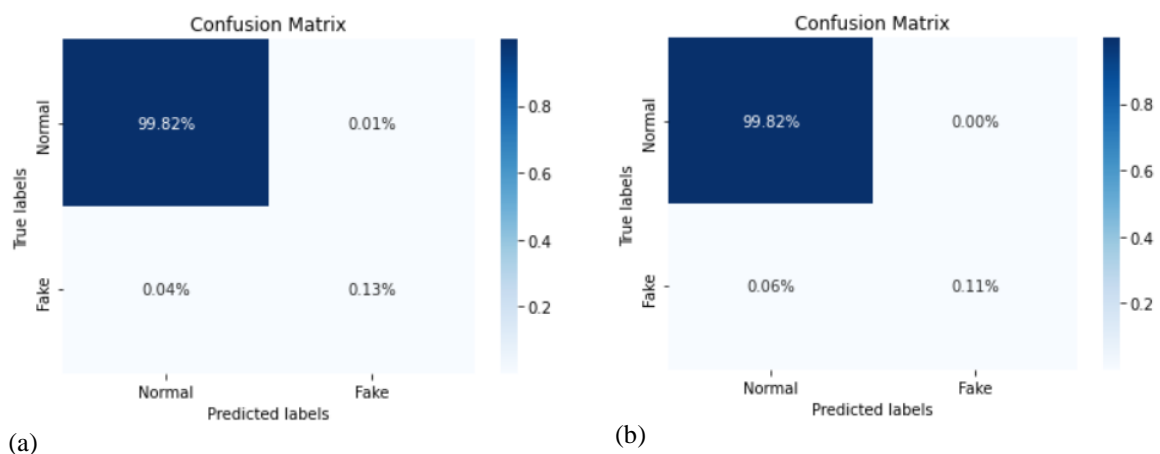 Confusion Matrix
Normal
99.82%
0.01%
True labels
Fake
0.04%
0.13%
Normal
Fake
Predicted labels
0.8
0.6
0.4
0.2
(a)
Confusion Matrix
Normal
99.82%
0.00%
True labels
Fake
0.06%
0.11%
Normal
Fake
Predicted labels
0.8
0.6
0.4
0.2
(b)